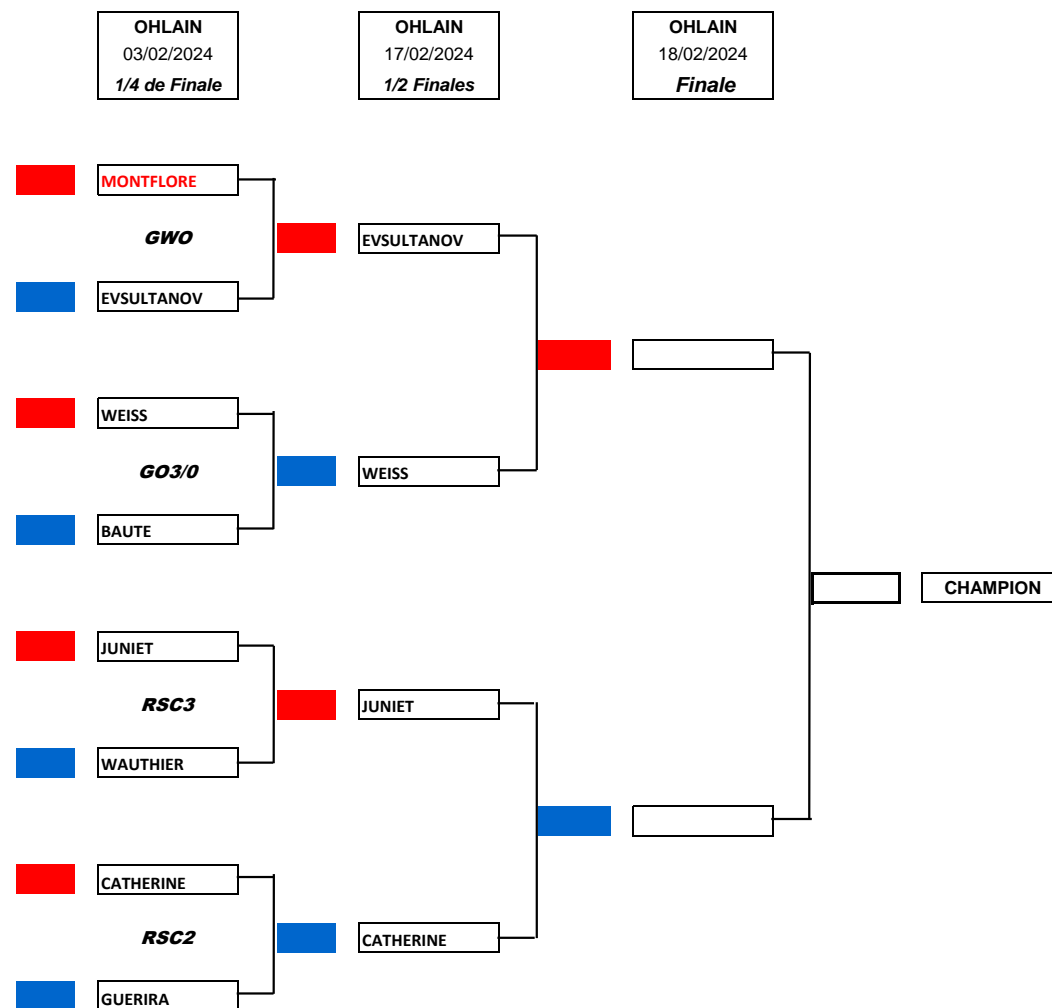 OHLAIN
03/02/2024
1/4 de Finale
OHLAIN
17/02/2024
1/2 Finales
OHLAIN
18/02/2024
Finale
MONTFLORE
GWO
EVSULTANOV
EVSULTANOV
WEISS
GO3/0
WEISS
BAUTE
CHAMPION
JUNIET
RSC3
JUNIET
WAUTHIER
CATHERINE
RSC2
CATHERINE
GUERIRA